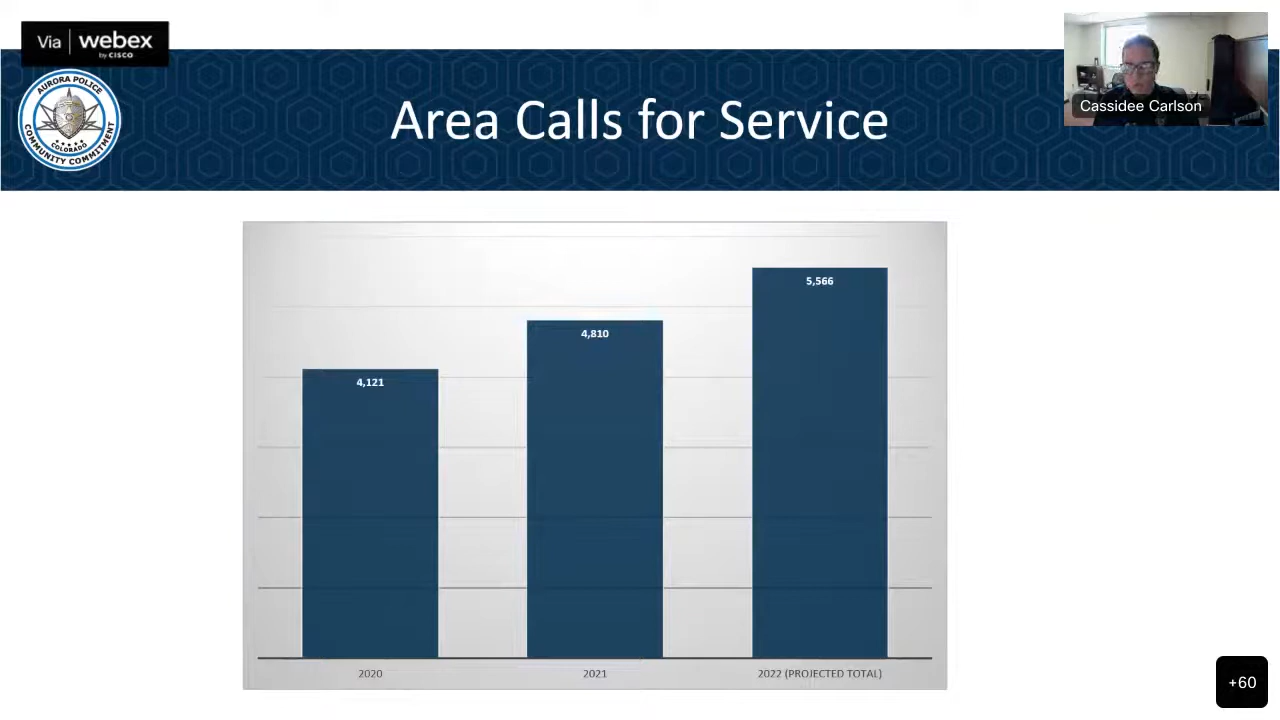 Via webex
by CISCO
AURORA POLICE
COMMUNITY COMMITMENT
COLORADO
Area Calls for Service
Cassidee Carlson
5,566
4,810
4,121
2020 2021 2022 (PROJECTED TOTAL)
+60